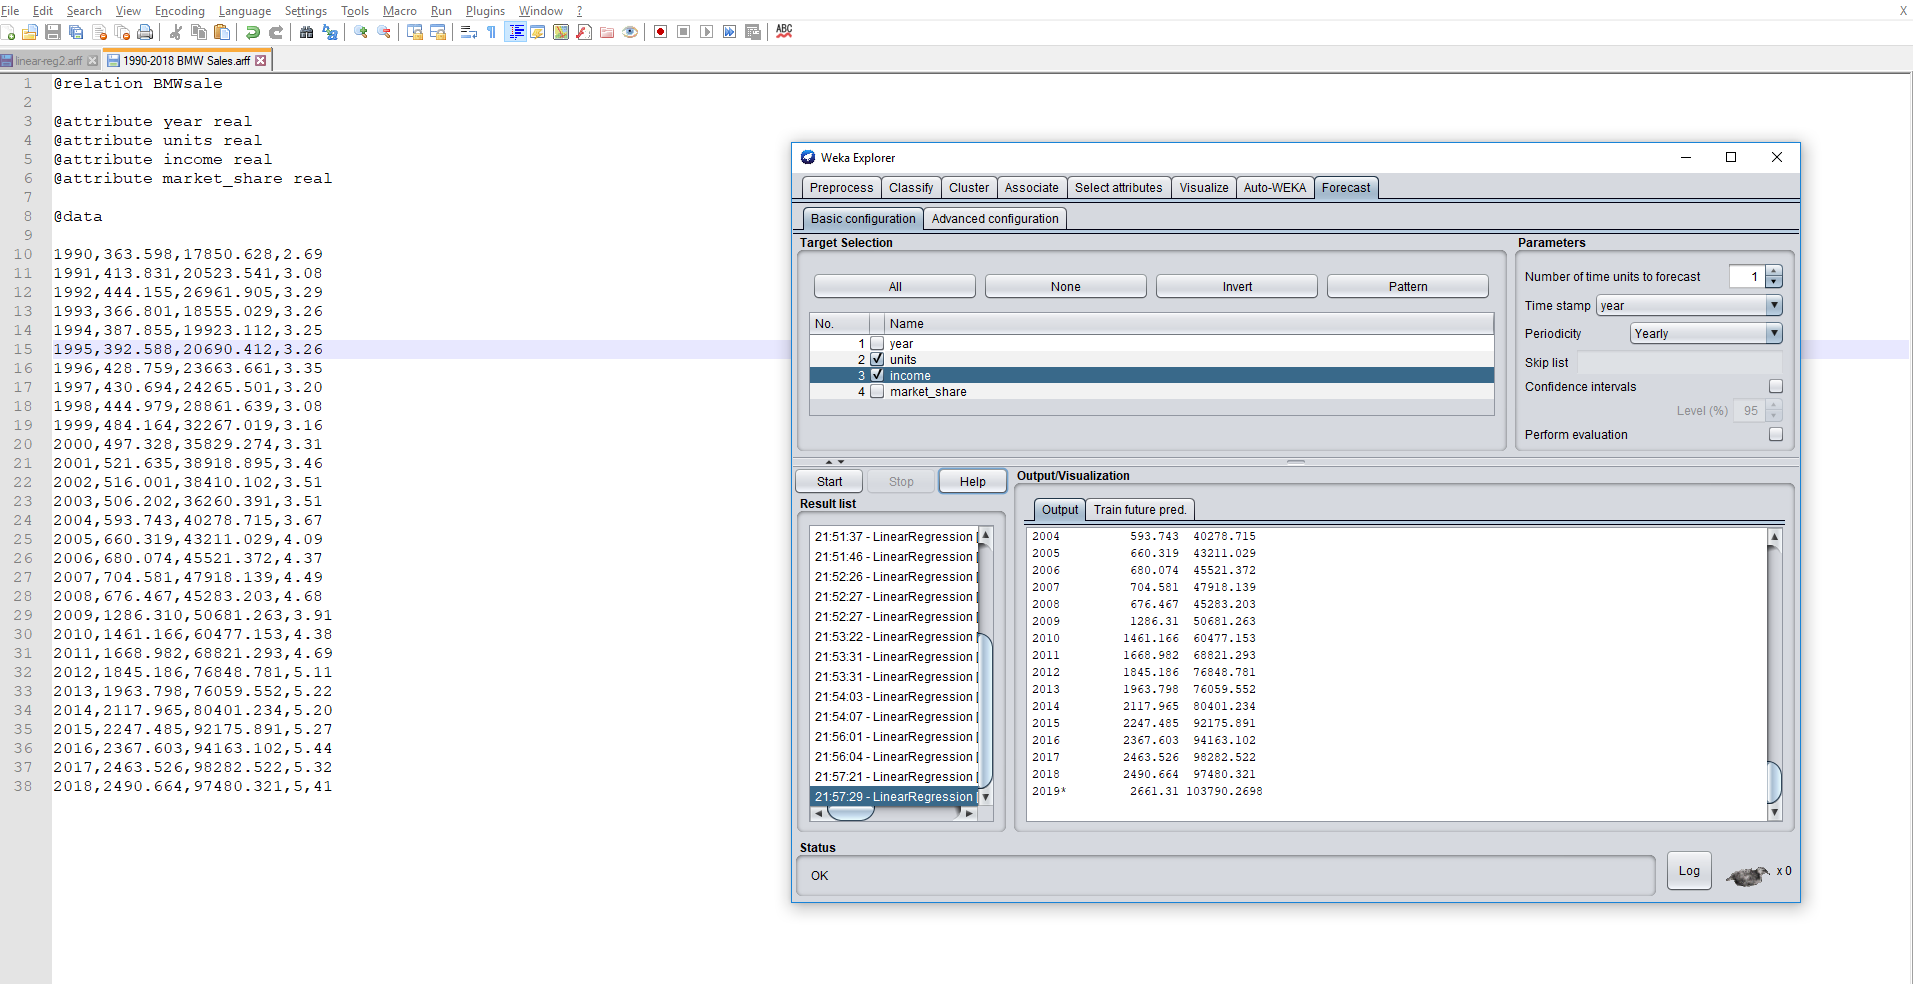 File Edit Search View Encoding Language Settings Tools Macro Run Plugins Window ? X
ABC
linear-reg2.arff 1990-2018 BMW Sales.arff
1 @relation BMWsale
2
3 @attribute year real
4 @attribute units real
5 @attribute income real
6 @attribute market_share real
7
8 @data
9
10 1990,363.598,17850.628,2.69
11 1991,413.831,20523.541,3.08
12 1992,444.155,26961.905,3.29
13 1993,366.801,18555.029,3.26
14 1994,387.855,19923.112,3.25
15 1995,392.588,20690.412,3.26
16 1996,428.759,23663.661,3.35
17 1997,430.694,24265.501,3.20
18 1998,444.979,28861.639,3.08
19 1999,484.164,32267.019,3.16
20 2000,497.328,35829.274,3.31
21 2001,521.635,38918.895,3.46
22 2002,516.001,38410.102,3.51
23 2003,506.202,36260.391,3.51
24 2004,593.743,40278.715,3.67
25 2005,660.319,43211.029,4.09
26 2006,680.074,45521.372,4.37
27 2007,704.581,47918.139,4.49
28 2008,676.467,45283.203,4.68
29 2009,1286.310,50681.263,3.91
30 2010,1461.166,60477.153,4.38
31 2011,1668.982,68821.293,4.69
32 2012,1845.186,76848.781,5.11
33 2013,1963.798,76059.552,5.22
34 2014,2117.965,80401.234,5.20
35 2015,2247.485,92175.891,5.27
36 2016,2367.603,94163.102,5.44
37 2017,2463.526,98282.522,5.32
38 2018,2490.664,97480.321,5,41
Weka Explorer
Preprocess Classify Cluster Associate Select attributes Visualize Auto-WEKA Forecast
Basic configuration Advanced configuration
Target Selection
All None Invert Pattern
No. Name
1 year
2 units
3 income
4 market_share
Parameters
Number of time units to forecast 1
Time stamp year
Periodicity Yearly
Skip list
Confidence intervals
Level (%) 95
Perform evaluation
Start Stop Help
Result list
21:51:37 - LinearRegression [
21:51:46 - LinearRegression [
21:52:26 - LinearRegression [
21:52:27 - LinearRegression [
21:52:27 - LinearRegression [
21:53:22 - LinearRegression [
21:53:31 - LinearRegression [
21:53:31 - LinearRegression [
21:54:03 - LinearRegression [
21:54:07 - LinearRegression [
21:56:01 - LinearRegression [
21:56:04 - LinearRegression [
21:57:21 - LinearRegression [
21:57:29 - LinearRegression [
Output/Visualization
Output Train future pred.
2004 593.743 40278.715
2005 660.319 43211.029
2006 680.074 45521.372
2007 704.581 47918.139
2008 676.467 45283.203
2009 1286.31 50681.263
2010 1461.166 60477.153
2011 1668.982 68821.293
2012 1845.186 76848.781
2013 1963.798 76059.552
2014 2117.965 80401.234
2015 2247.485 92175.891
2016 2367.603 94163.102
2017 2463.526 98282.522
2018 2490.664 97480.321
2019* 2661.31 103790.2698
Status
OK
Log x 0